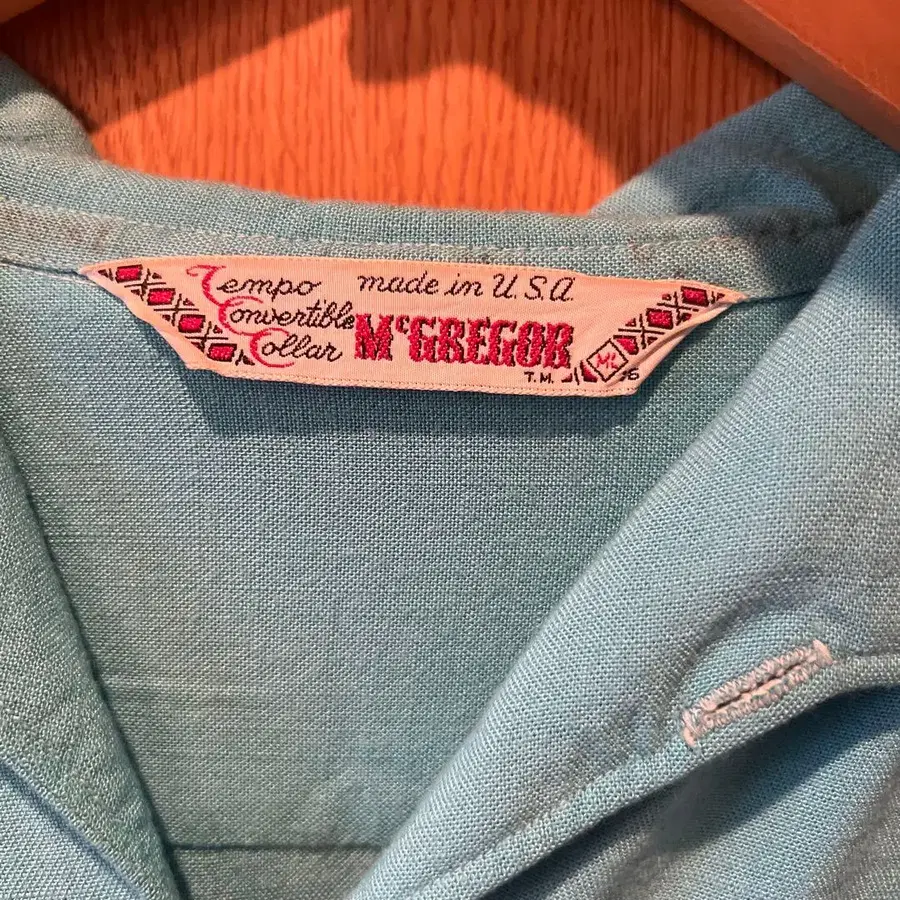 Tempo made in U.S.A.
Convertible
Collar McGREGOR
T.M.